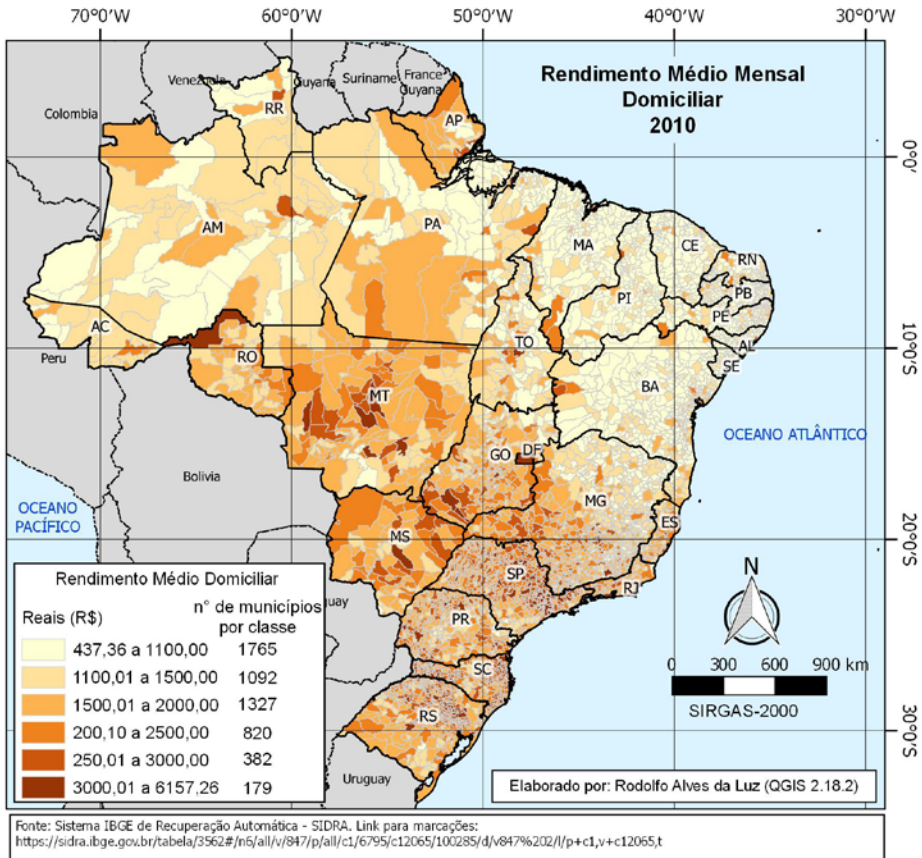 70°0'W 60°0'W 50°0'W 40°0'W 30°0'W
Rendimento Médio Mensal
Domiciliar
2010
Venezuela
Guyana
Suriname
France
Guyana
Colombia
RR
AP
0°0'
AM
PA
MA
CE
RN
PB
PI
PE
AL
SE
AC
TO
10°0'S
Peru
RO
BA
MT
OCEANO ATLÂNTICO
GO
DF
Bolivia
MG
OCEANO
PACÍFICO
ES
MS
20°0'S
SP
RJ
N
PR
0 300 600 900 km
SIRGAS-2000
SC
RS
30°0'S
Uruguay
guay
Rendimento Médio Domiciliar
Reais (R$) n° de municípios
por classe
437,36 a 1100,00 1765
1100,01 a 1500,00 1092
1500,01 a 2000,00 1327
200,10 a 2500,00 820
250,01 a 3000,00 382
3000,01 a 6157,26 179
Elaborado por: Rodolfo Alves da Luz (QGIS 2.18.2)
Fonte: Sistema IBGE de Recuperação Automática - SIDRA. Link para marcações:
https://sidra.ibge.gov.br/tabela/3562#/n6/all/v/847/p/all/c1/6795/c12065/100285/d/v847%202/l/p+c1,v+c12065,t